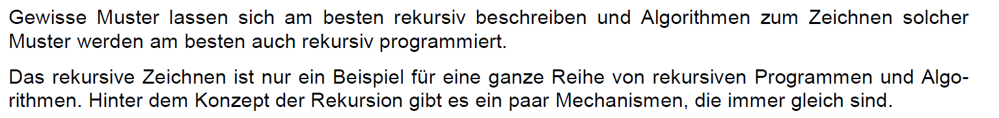 Gewisse Muster lassen sich am besten rekursiv beschreiben und Algorithmen zum Zeichnen solcher
Muster werden am besten auch rekursiv programmiert.
Das rekursive Zeichnen ist nur ein Beispiel für eine ganze Reihe von rekursiven Programmen und Algo-
rithmen. Hinter dem Konzept der Rekursion gibt es ein paar Mechanismen, die immer gleich sind.